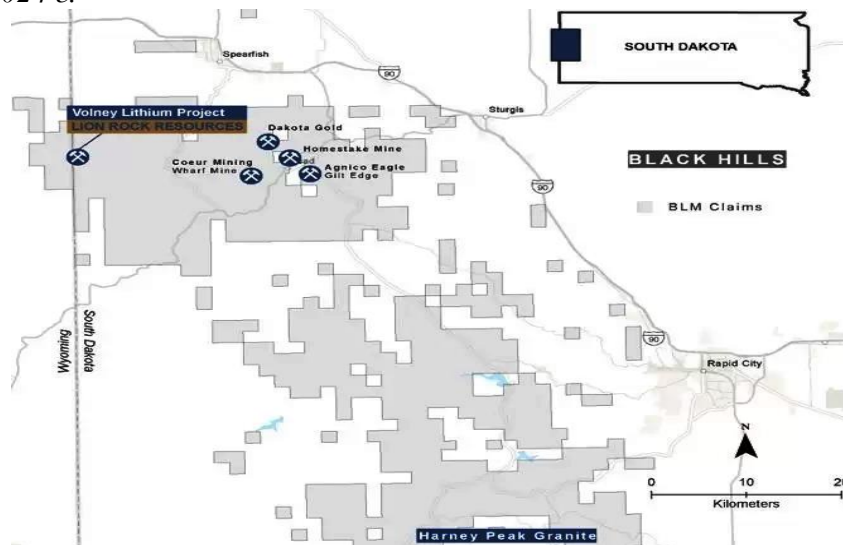 SOUTH DAKOTA
Spearfish
90
Sturgis
Volney Lithium Project
LION ROCK RESOURCES
Dakota Gold
Homestake Mine
Coeur Mining
Wharf Mine
Agnico Eagle
Gilt Edge
BLACK HILLS
BLM Claims
90
Wyoming
South Dakota
90
Rapid City
N
0 10 20
Kilometers
Harney Peak Granite